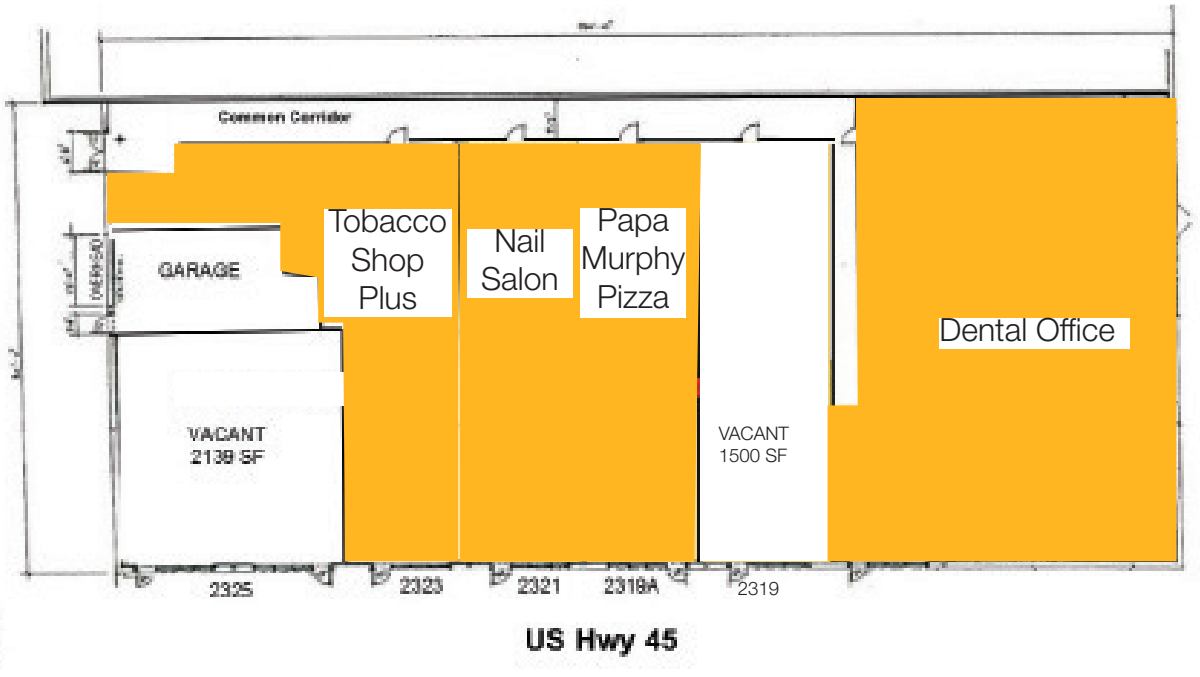 Common Corridor
Tobacco
Shop
Plus
Nail
Salon
Papa
Murphy
Pizza
OVERHEAD
GARAGE
Dental Office
VACANT
2139 SF
VACANT
1500 SF
2325
2323
2321
2319A
2319
US Hwy 45